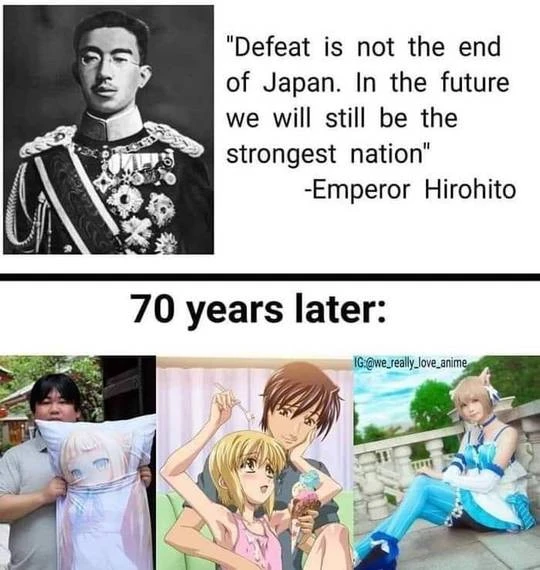 "Defeat is not the end
of Japan. In the future
we will still be the
strongest nation"
-Emperor Hirohito
70 years later:
IG:@we_really_love_anime